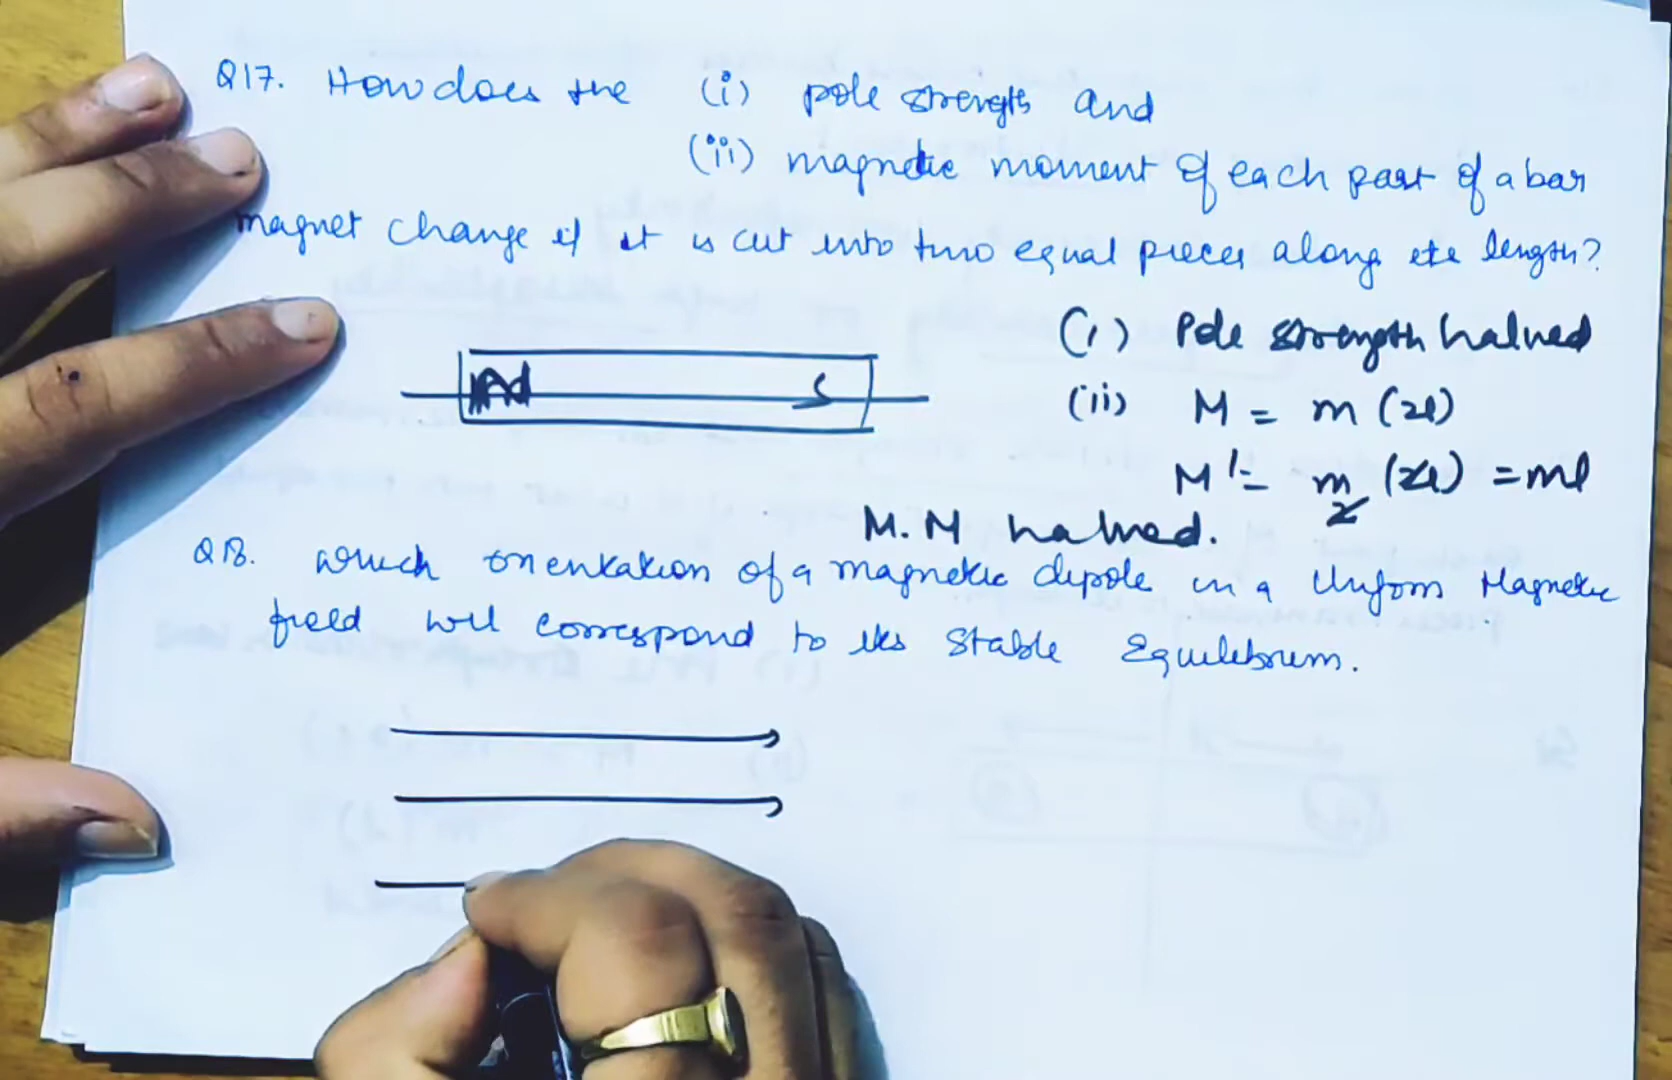 Q17. How does the (i) pole strength and
(ii) magnetic moment of each part of a bar
magnet change if it is cut into two equal pieces along its length?
(i) Pole strength halved
S
(ii) M = m (2l)
M' = m/2 (2l) = ml
M.M halved.
Q18. which orientation of a magnetic dipole in a Uniform Magnetic
field will correspond to its Stable Equilibrium.